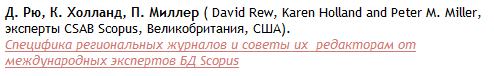 Д. Рю, К. Холланд, П. Миллер ( David Rew, Karen Holland and Peter M. Miller,
эксперты CSAB Scopus, Великобритания, США).
Специфика региональных журналов и советы их  редакторам от
международных экспертов БД Scopus